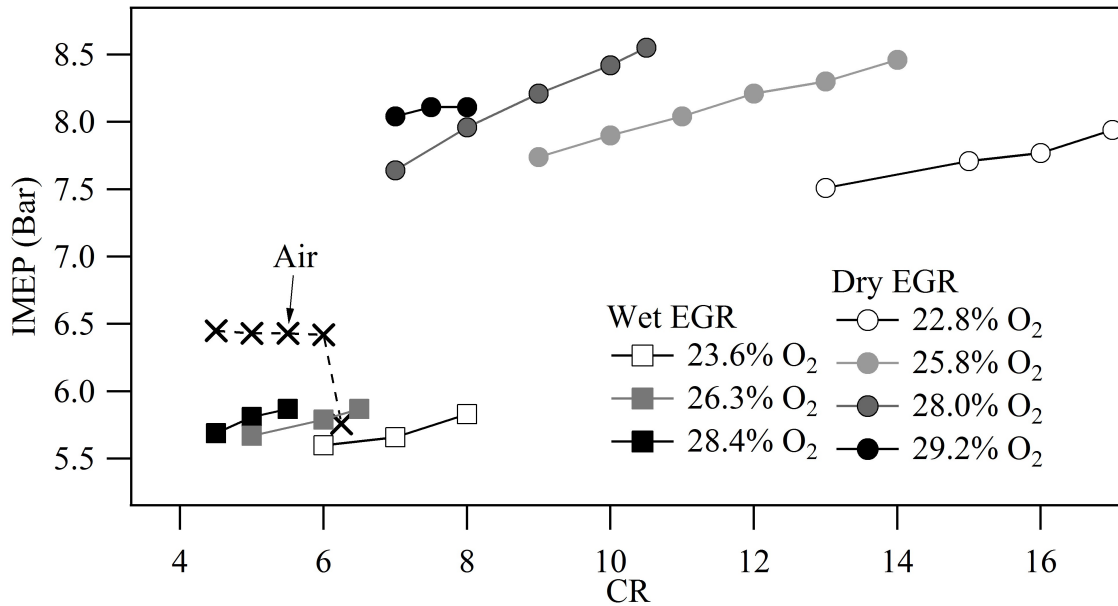 8.5
8.0
7.5
7.0
6.5
6.0
5.5
IMEP (Bar)
Air
Wet EGR
23.6% O₂
26.3% O₂
28.4% O₂
Dry EGR
22.8% O₂
25.8% O₂
28.0% O₂
29.2% O₂
4 6 8 10 12 14 16
CR